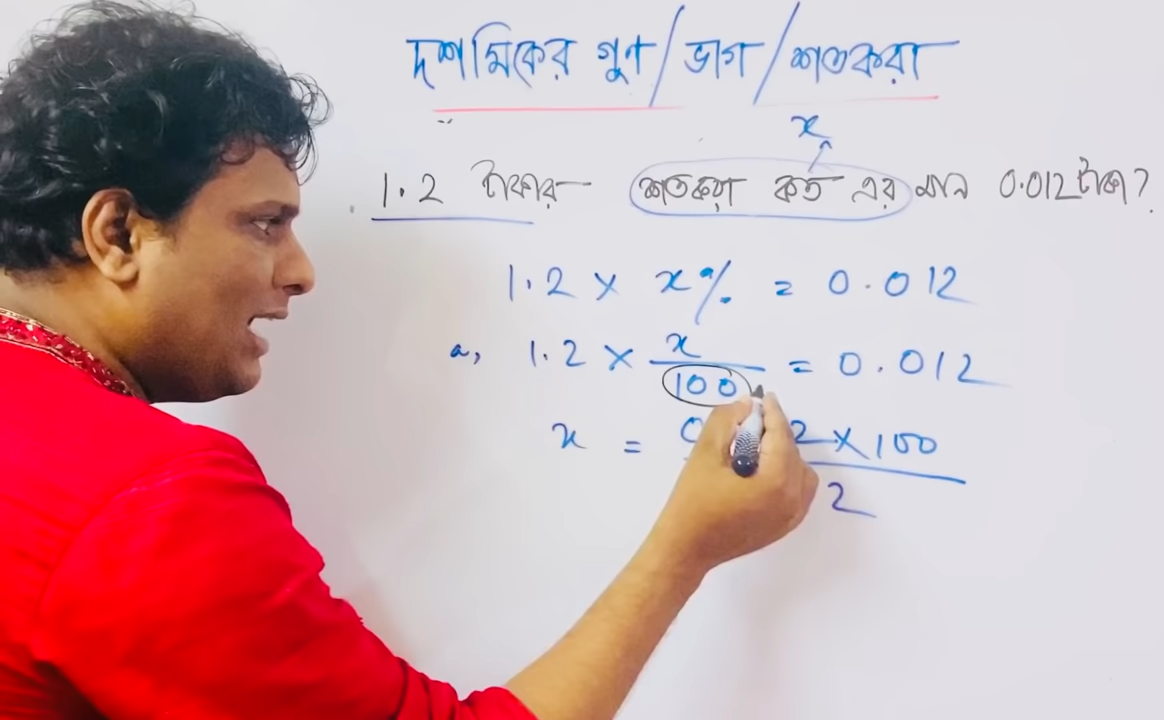 দশমিকের গুণ/ভাগ/শতকরা
x
1.2 টাকার শতকরা কত এর মান 0.012 টাকা?
1.2 × x% = 0.012
a, 1.2 × x/100 = 0.012
x = 0 2×100
2